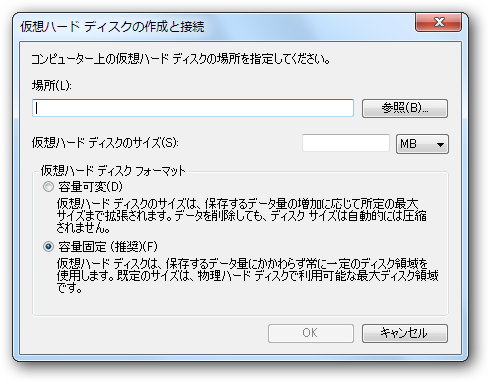 仮想ハード ディスクの作成と接続
コンピューター上の仮想ハード ディスクの場所を指定してください。
場所(L):
参照(B)...
仮想ハード ディスクのサイズ(S):
MB
仮想ハード ディスク フォーマット
容量可変(D)
仮想ハード ディスクのサイズは、保存するデータ量の増加に応じて所定の最大
サイズまで拡張されます。データを削除しても、ディスク サイズは自動的には圧縮
されません。
容量固定 (推奨)(F)
仮想ハード ディスクは、保存するデータ量にかかわらず常に一定のディスク領域を
使用します。既定のサイズは、物理ハード ディスクで利用可能な最大ディスク領域
です。
OK
キャンセル